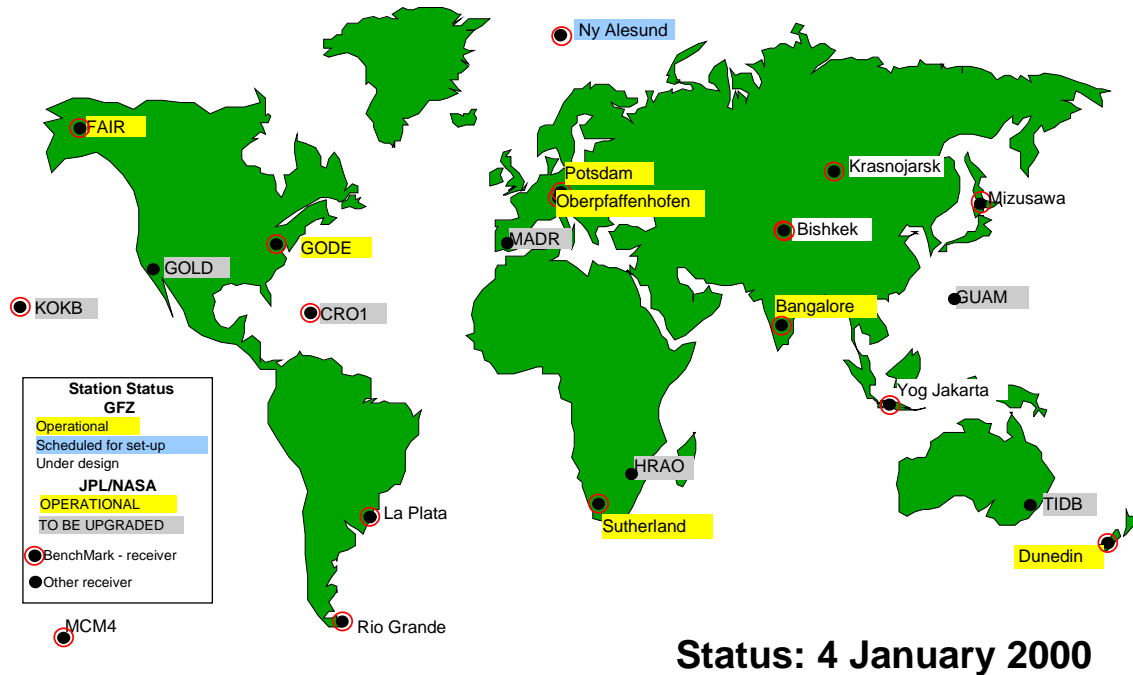 Ny Alesund
FAIR
Potsdam
Krasnojarsk
Oberpfaffenhofen
Mizusawa
Bishkek
MADR
GODE
GOLD
KOKB
CRO1
GUAM
Bangalore
Yog Jakarta
Station Status
GFZ
Operational
Scheduled for set-up
Under design
JPL/NASA
OPERATIONAL
TO BE UPGRADED
BenchMark - receiver
Other receiver
HRAO
La Plata
Sutherland
TIDB
Dunedin
MCM4
Rio Grande
Status: 4 January 2000